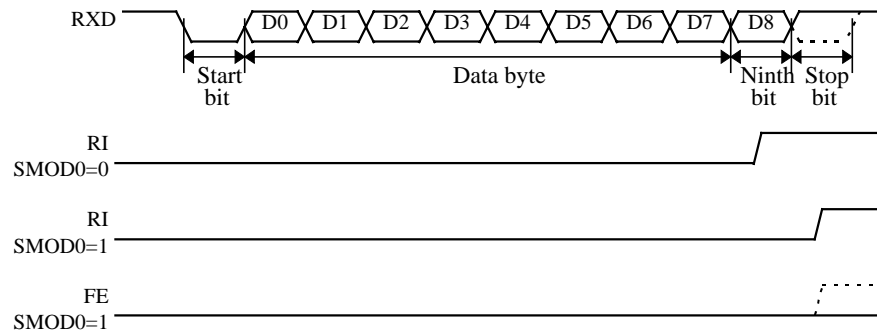 RXD D0 D1 D2 D3 D4 D5 D6 D7 D8
Start Data byte Ninth Stop
bit bit bit
RI
SMOD0=0
RI
SMOD0=1
FE
SMOD0=1